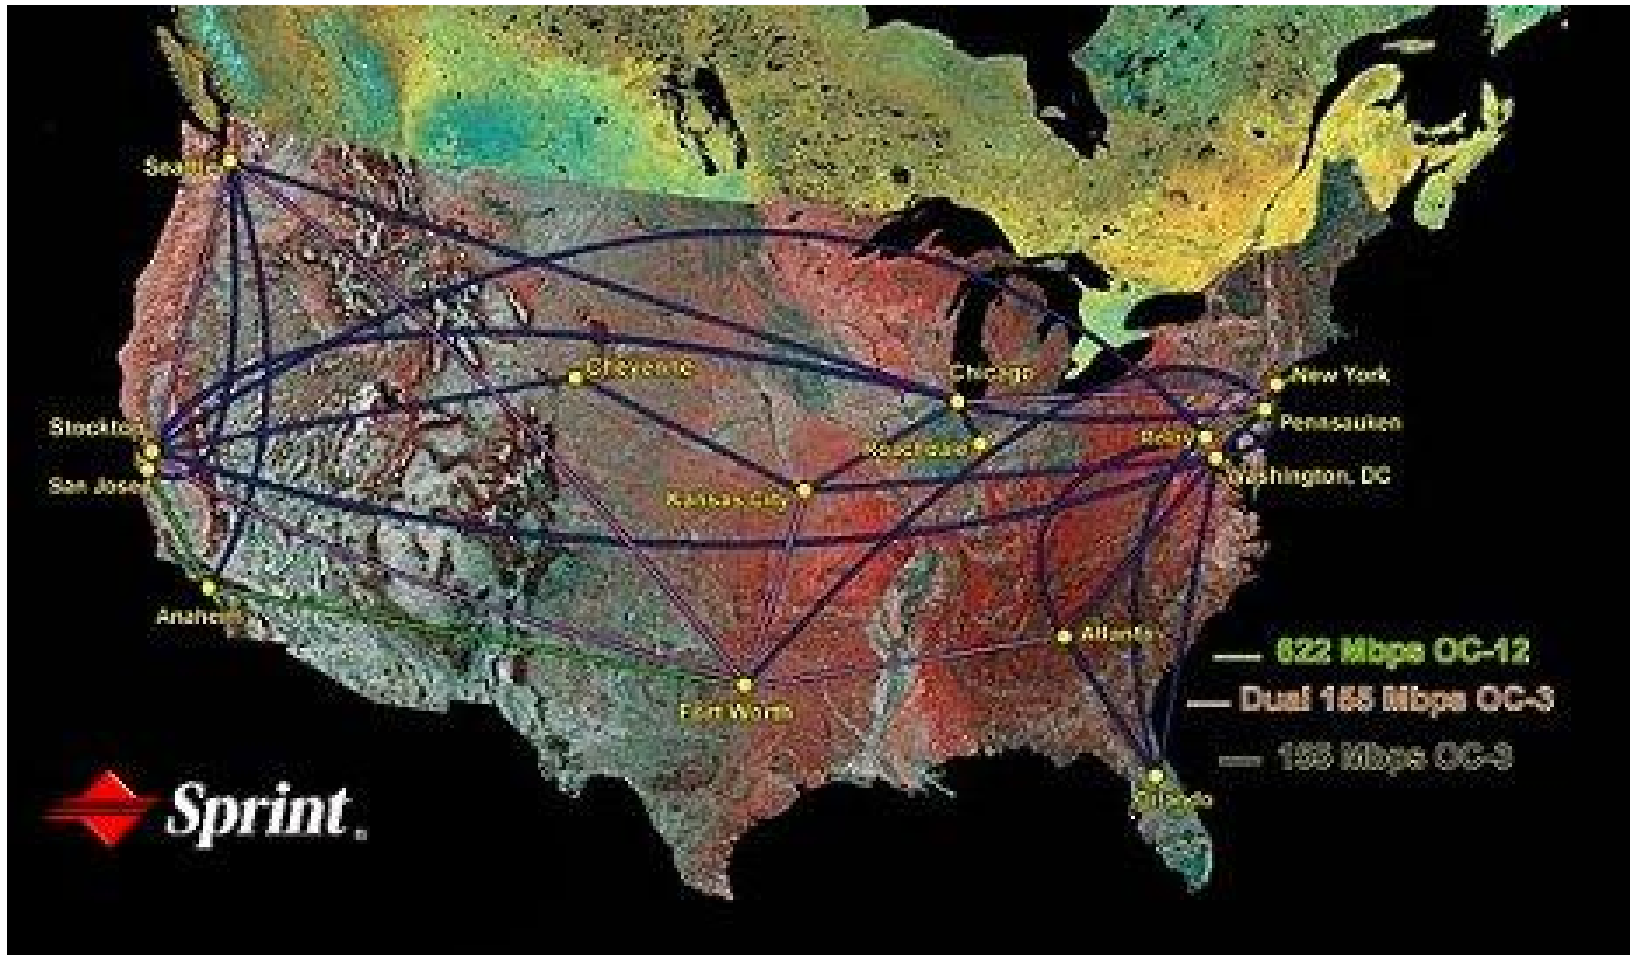 Seattle
Cheyenne
Chicago
New York
Stockton
Pennsauken
Roachdale
Relay
San Jose
Washington, DC
Kansas City
Anaheim
Atlanta
622 Mbps OC-12
Dual 155 Mbps OC-3
Fort Worth
155 Mbps OC-3
Orlando
Sprint